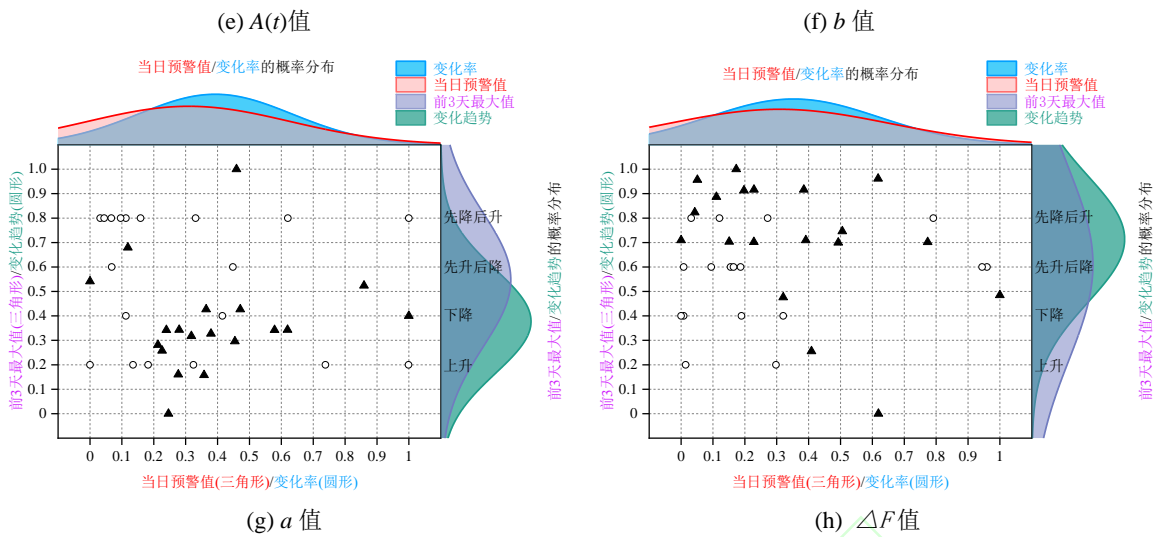 (e) A(t)值
(f) b 值
当日预警值/变化率的概率分布
变化率
当日预警值
前3天最大值
变化趋势
前3天最大值(三角形)/变化趋势(圆形)
1.0
0.9
0.8
0.7
0.6
0.5
0.4
0.3
0.2
0.1
0
先降后升
先升后降
下降
上升
前3天最大值/变化趋势的概率分布
0 0.1 0.2 0.3 0.4 0.5 0.6 0.7 0.8 0.9 1
当日预警值(三角形)/变化率(圆形)
(g) a 值
当日预警值/变化率的概率分布
变化率
当日预警值
前3天最大值
变化趋势
前3天最大值(三角形)/变化趋势(圆形)
1.0
0.9
0.8
0.7
0.6
0.5
0.4
0.3
0.2
0.1
0
先降后升
先升后降
下降
上升
前3天最大值/变化趋势的概率分布
0 0.1 0.2 0.3 0.4 0.5 0.6 0.7 0.8 0.9 1
当日预警值(三角形)/变化率(圆形)
(h) △F值